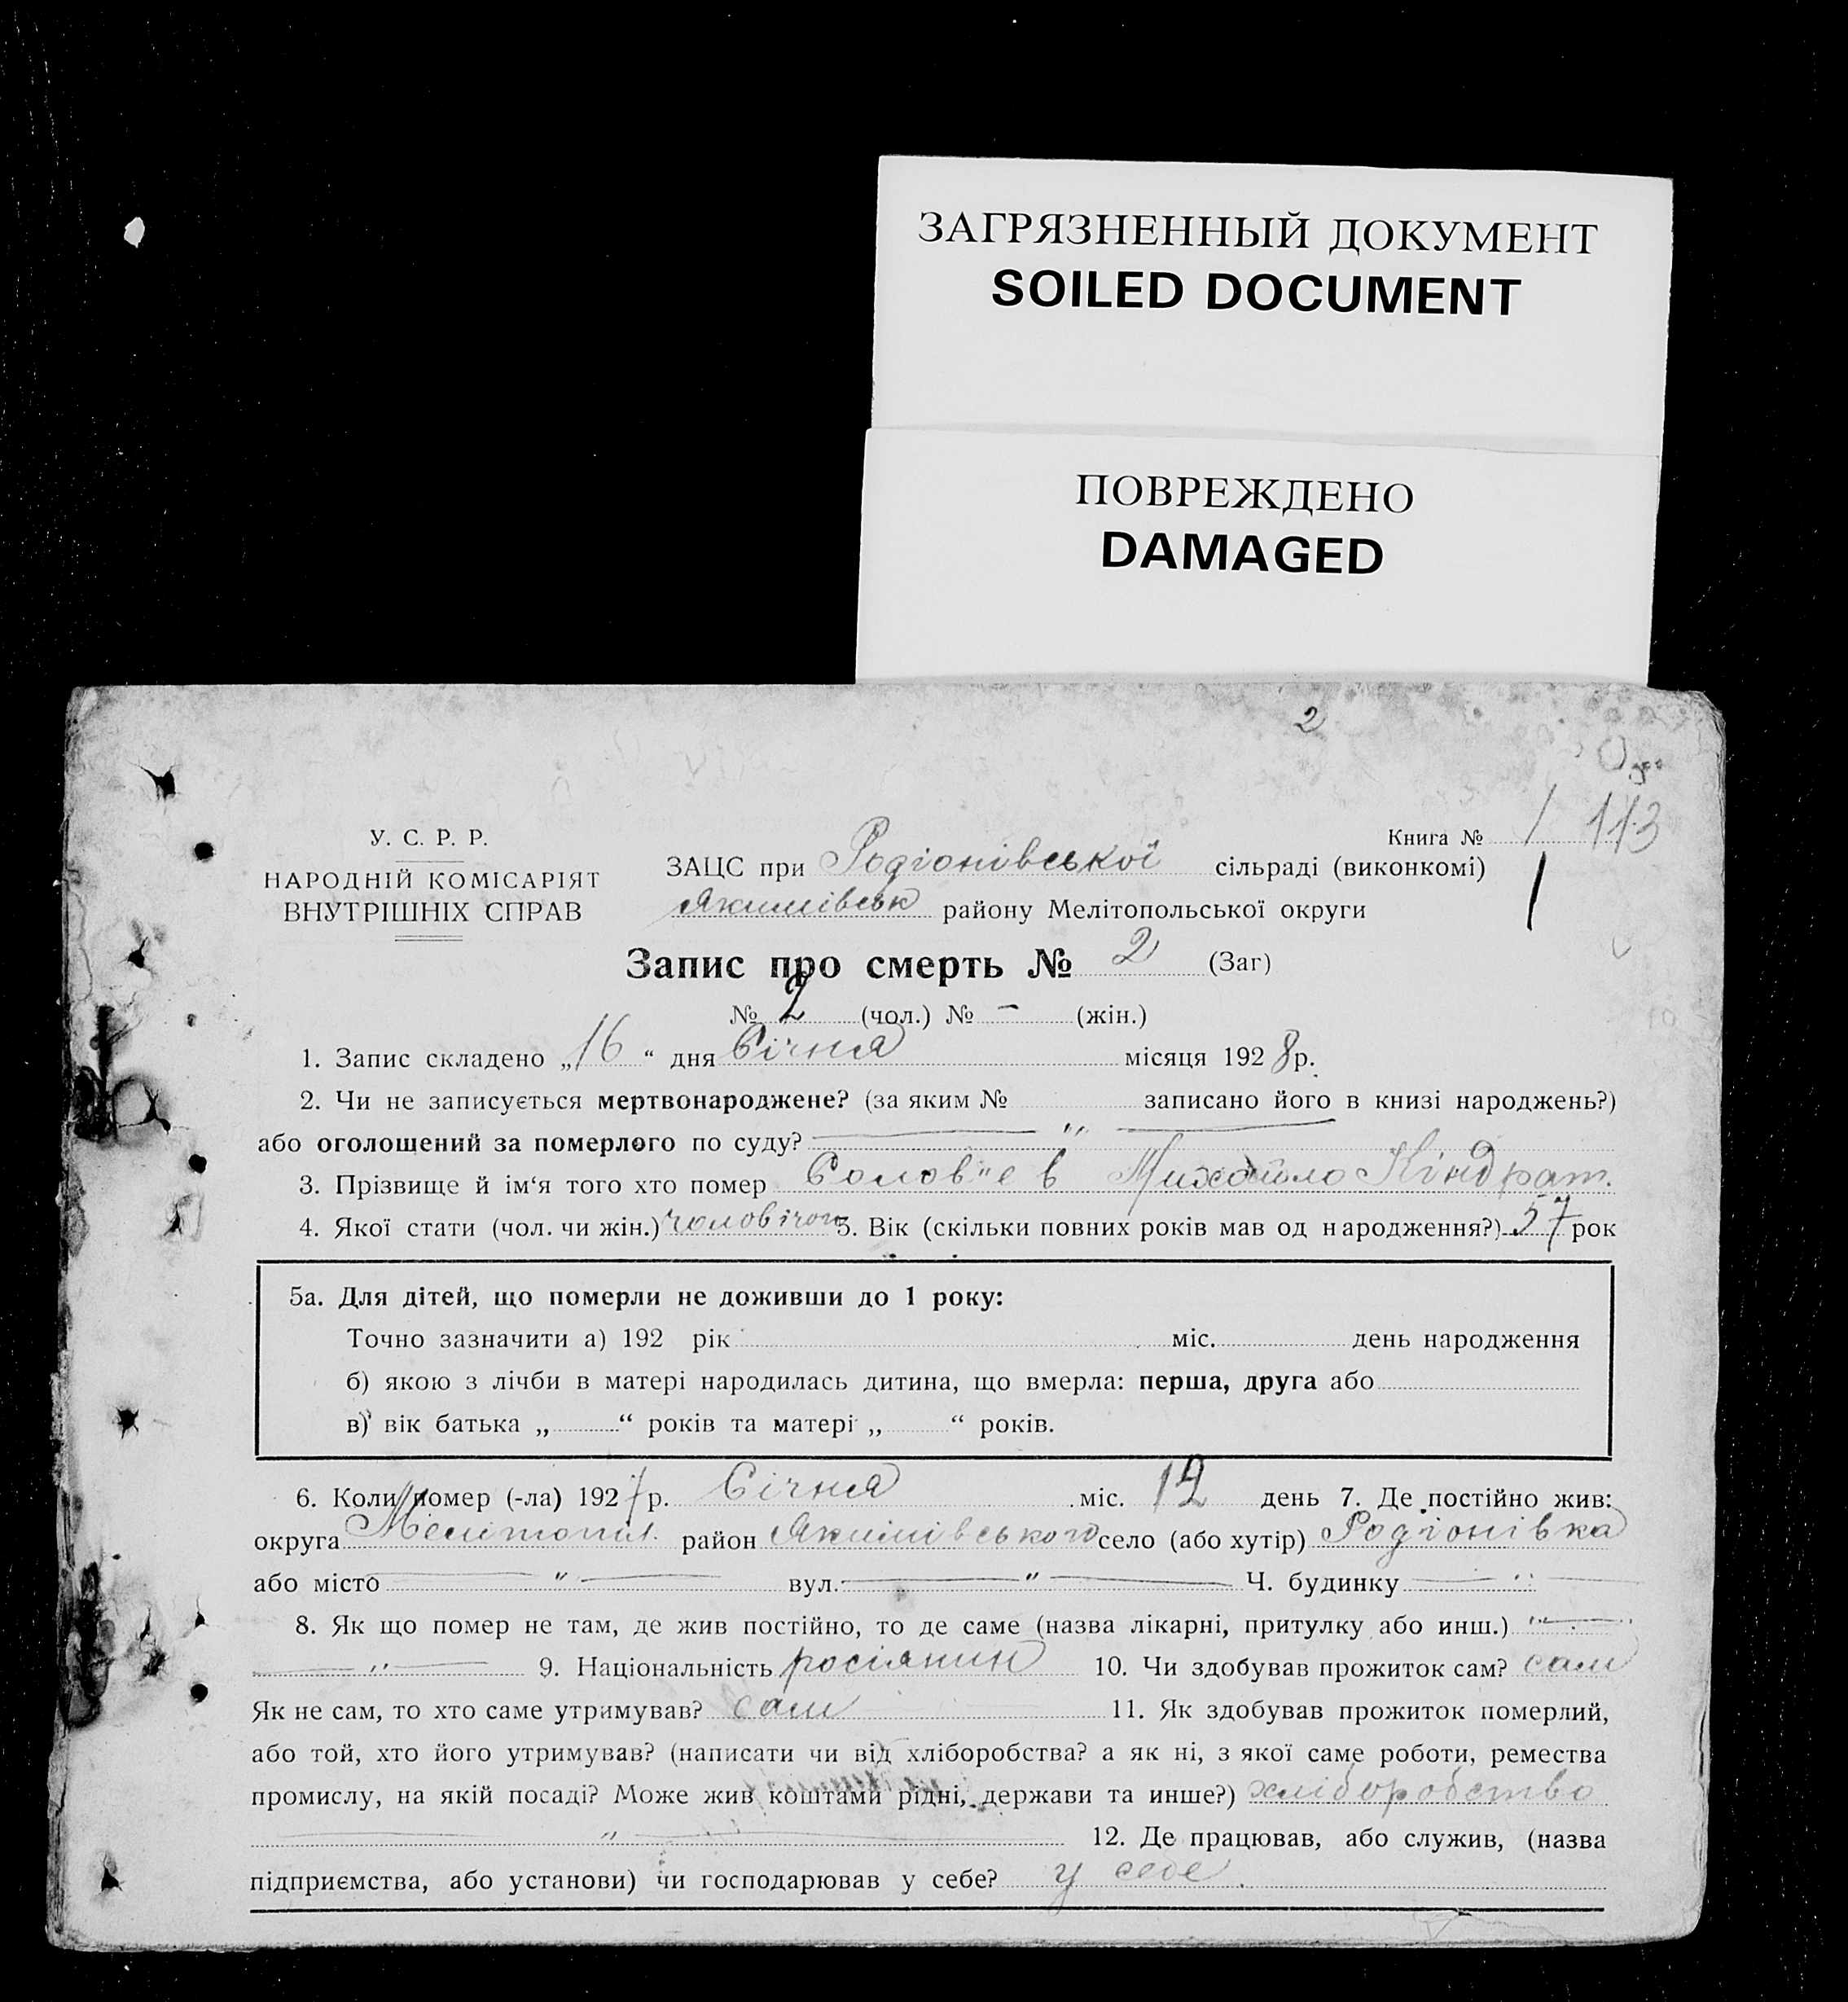 ЗАГРЯЗНЕННЫЙ ДОКУМЕНТ
SOILED DOCUMENT
ПОВРЕЖДЕНО
DAMAGED
2
113
У. С. Р. Р.
НАРОДНІЙ КОМІСАРІЯТ
ВНУТРІШНІХ СПРАВ
Книга № 1
ЗАЦС при Родіонівської сільраді (виконкомі) 1
Якимівськ району Мелітопольської округи
Запис про смерть № 2 (Заг)
№ 2 (чол.) № – (жін.)
1. Запис складено „16“ дня Січня місяця 1928 р.
2. Чи не записується мертвонароджене? (за яким № записано його в книзі народжень?)
або оголошений за померлого по суду? — " —
3. Прізвище й ім‘я того хто помер Солов"ев Михайло Кіндрат.
4. Якої стати (чол. чи жін.) чоловічої 5. Вік (скільки повних років мав од народження?) 57 рок
5а. Для дітей, що померли не доживши до 1 року:
Точно зазначити а) 192 рік міс. день народження
б) якою з лічби в матері народилась дитина, що вмерла: перша, друга або
в) вік батька „ “ років та матері „ “ років.
6. Коли помер (-ла) 1927 р. Січня міс. 12 день 7. Де постійно жив:
округа Мелітопіл. район Якимівського село (або хутір) Родіонівка
або місто — " — вул. — " — Ч. будинку — " —
8. Як що помер не там, де жив постійно, то де саме (назва лікарні, притулку або инш.) " —
— " — 9. Національність росіянин 10. Чи здобував прожиток сам? сам
Як не сам, то хто саме утримував? сам 11. Як здобував прожиток померлий,
або той, хто його утримував? (написати чи від хліборобства? а як ні, з якої саме роботи, ремества
промислу, на якій посаді? Може жив коштами рідні, держави та инше?) хліборобство
— " — 12. Де працював, або служив, (назва
підприємства, або установи) чи господарював у себе? у себе.